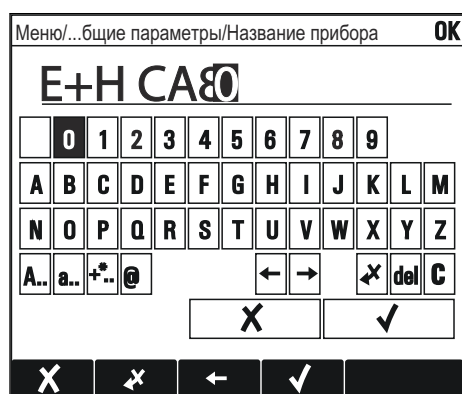 Меню/...бщие параметры/Название прибора OK
E+H CA80
0 1 2 3 4 5 6 7 8 9
A B C D E F G H I J K L M
N O P Q R S T U V W X Y Z
A.. a.. +*.. @ ← → ↶✗ del C
✗ ✓
✗ ↶✗ ← ✓